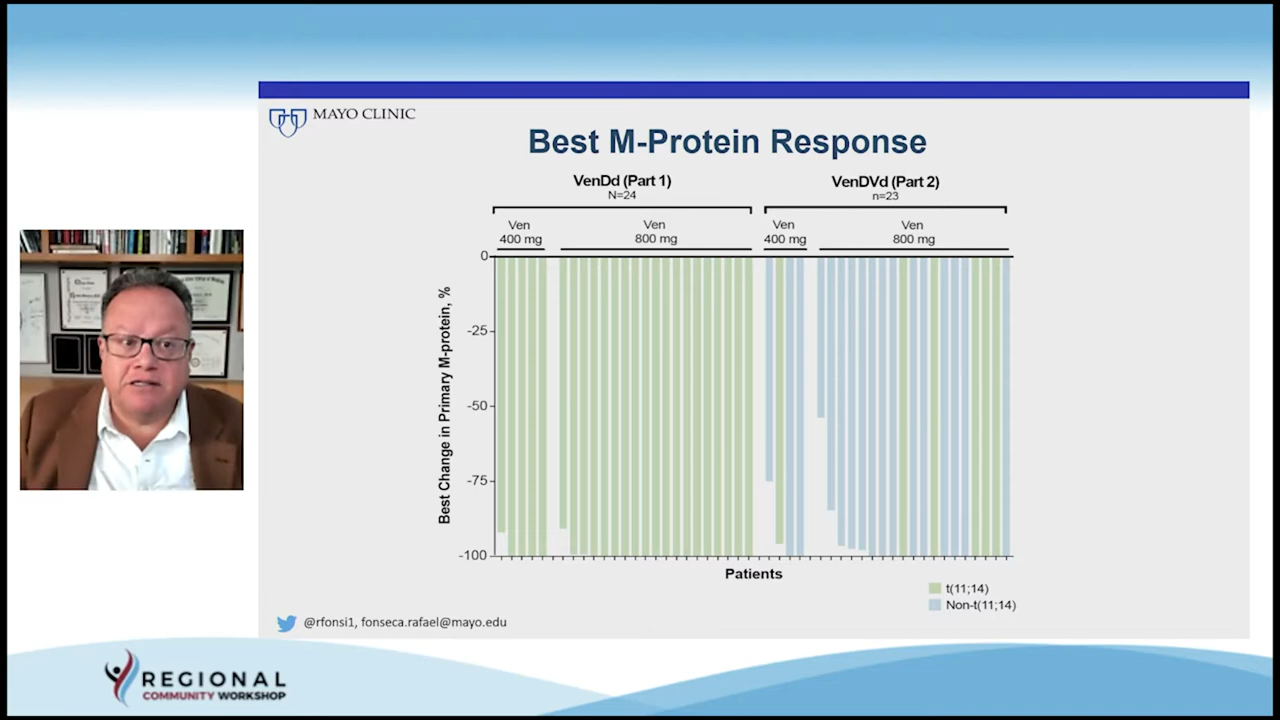 MAYO CLINIC
Best M-Protein Response
VenDd (Part 1)
N=24
VenDVd (Part 2)
n=23
Ven
400 mg
Ven
800 mg
Ven
400 mg
Ven
800 mg
Best Change in Primary M-protein, %
0
-25
-50
-75
-100
Patients
t(11;14)
Non-t(11;14)
@rfonsi1, fonseca.rafael@mayo.edu
REGIONAL
COMMUNITY WORKSHOP